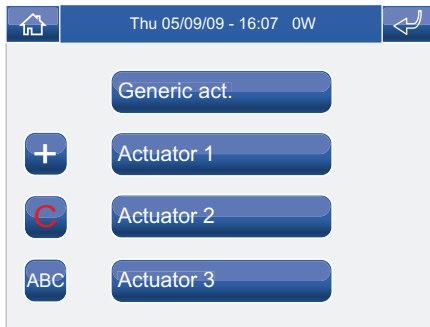 Thu 05/09/09 - 16:07 0W
Generic act.
+ Actuator 1
C Actuator 2
ABC Actuator 3